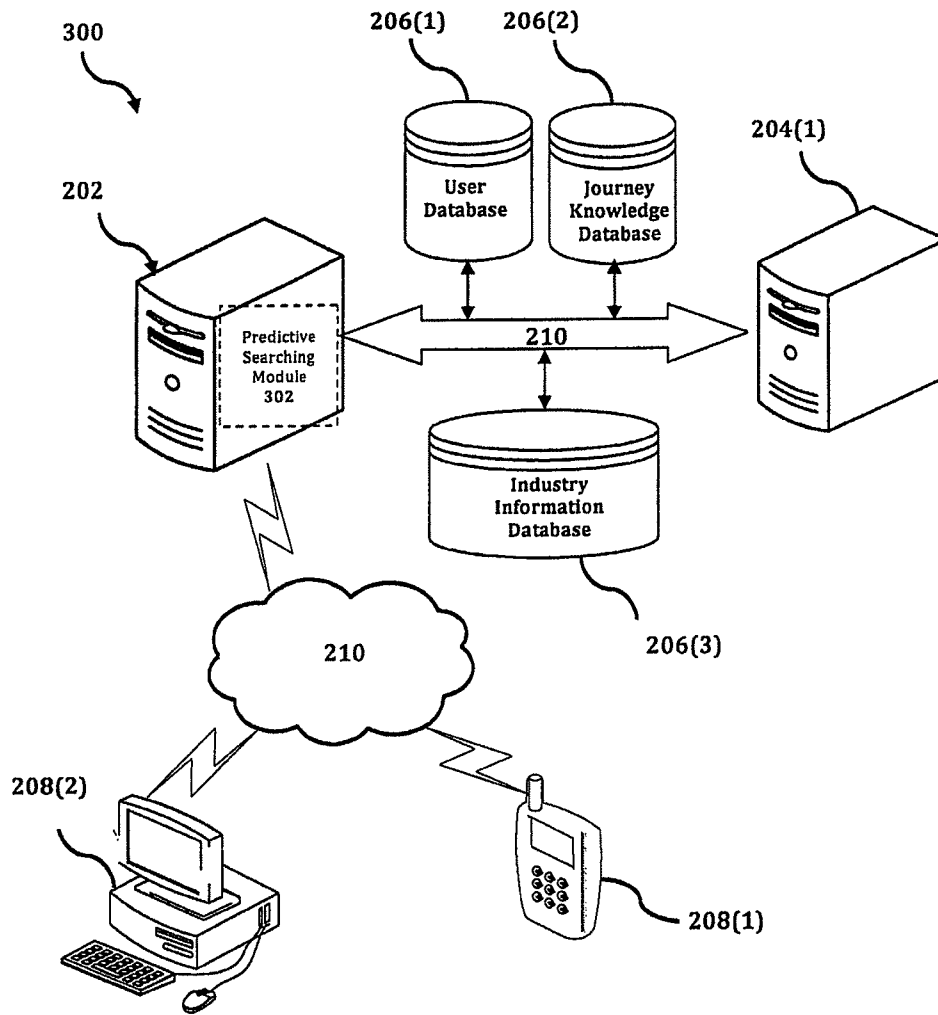 206(1)
206(2)
300
204(1)
202
User
Database
Journey
Knowledge
Database
Predictive
Searching
Module
302
210
Industry
Information
Database
206(3)
210
208(2)
208(1)